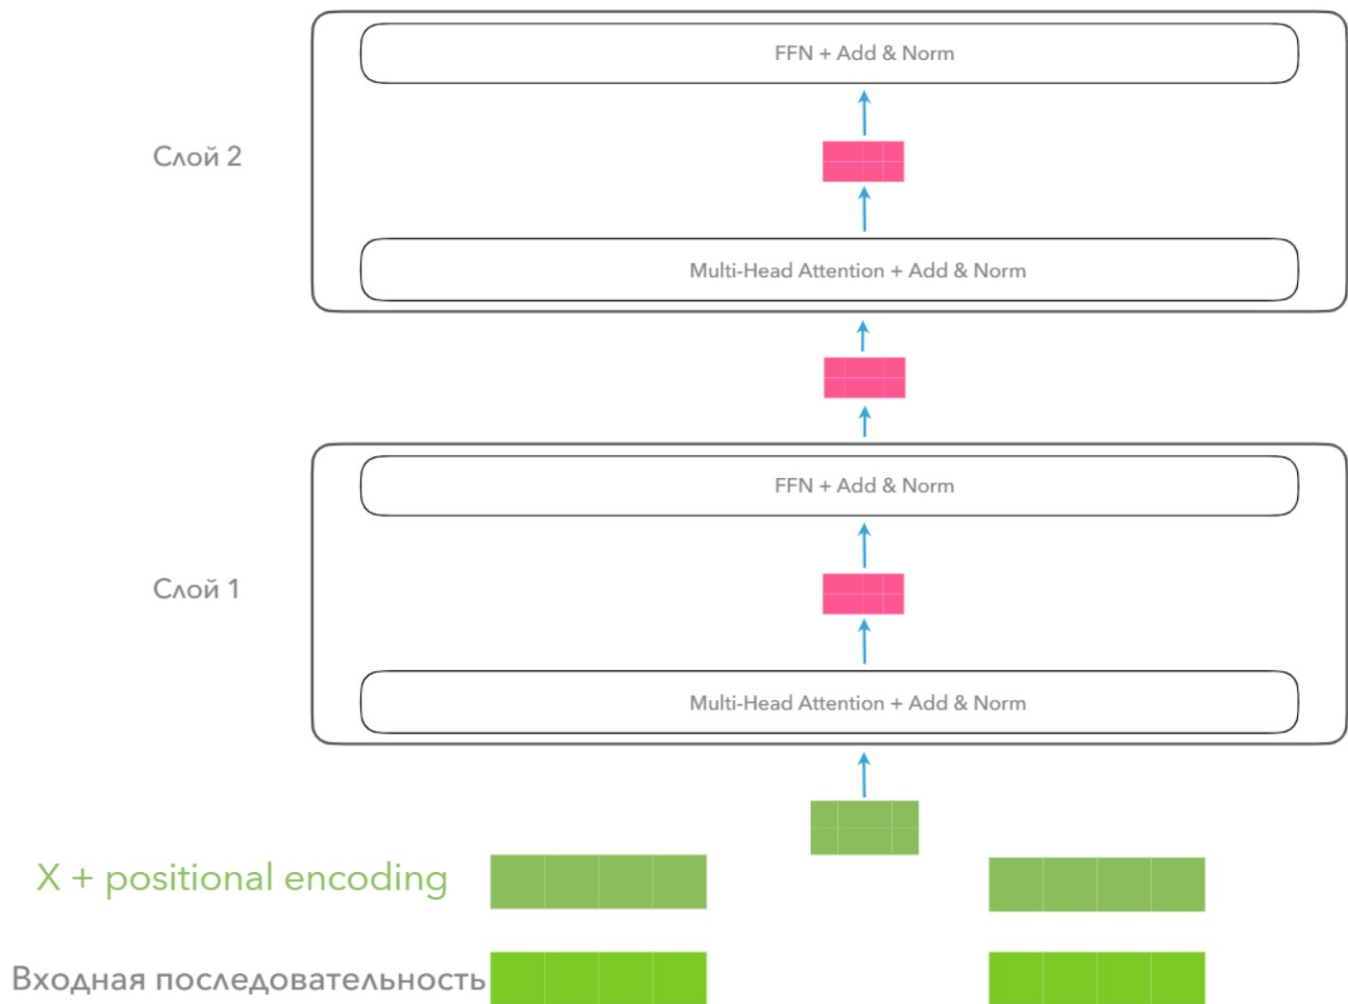 FFN + Add & Norm
Слой 2
Multi-Head Attention + Add & Norm
FFN + Add & Norm
Слой 1
Multi-Head Attention + Add & Norm
X + positional encoding
Входная последовательность